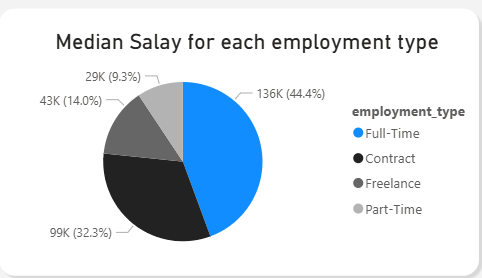 Median Salay for each employment type
29K (9.3%)
43K (14.0%)
136K (44.4%)
99K (32.3%)
employment_type
Full-Time
Contract
Freelance
Part-Time